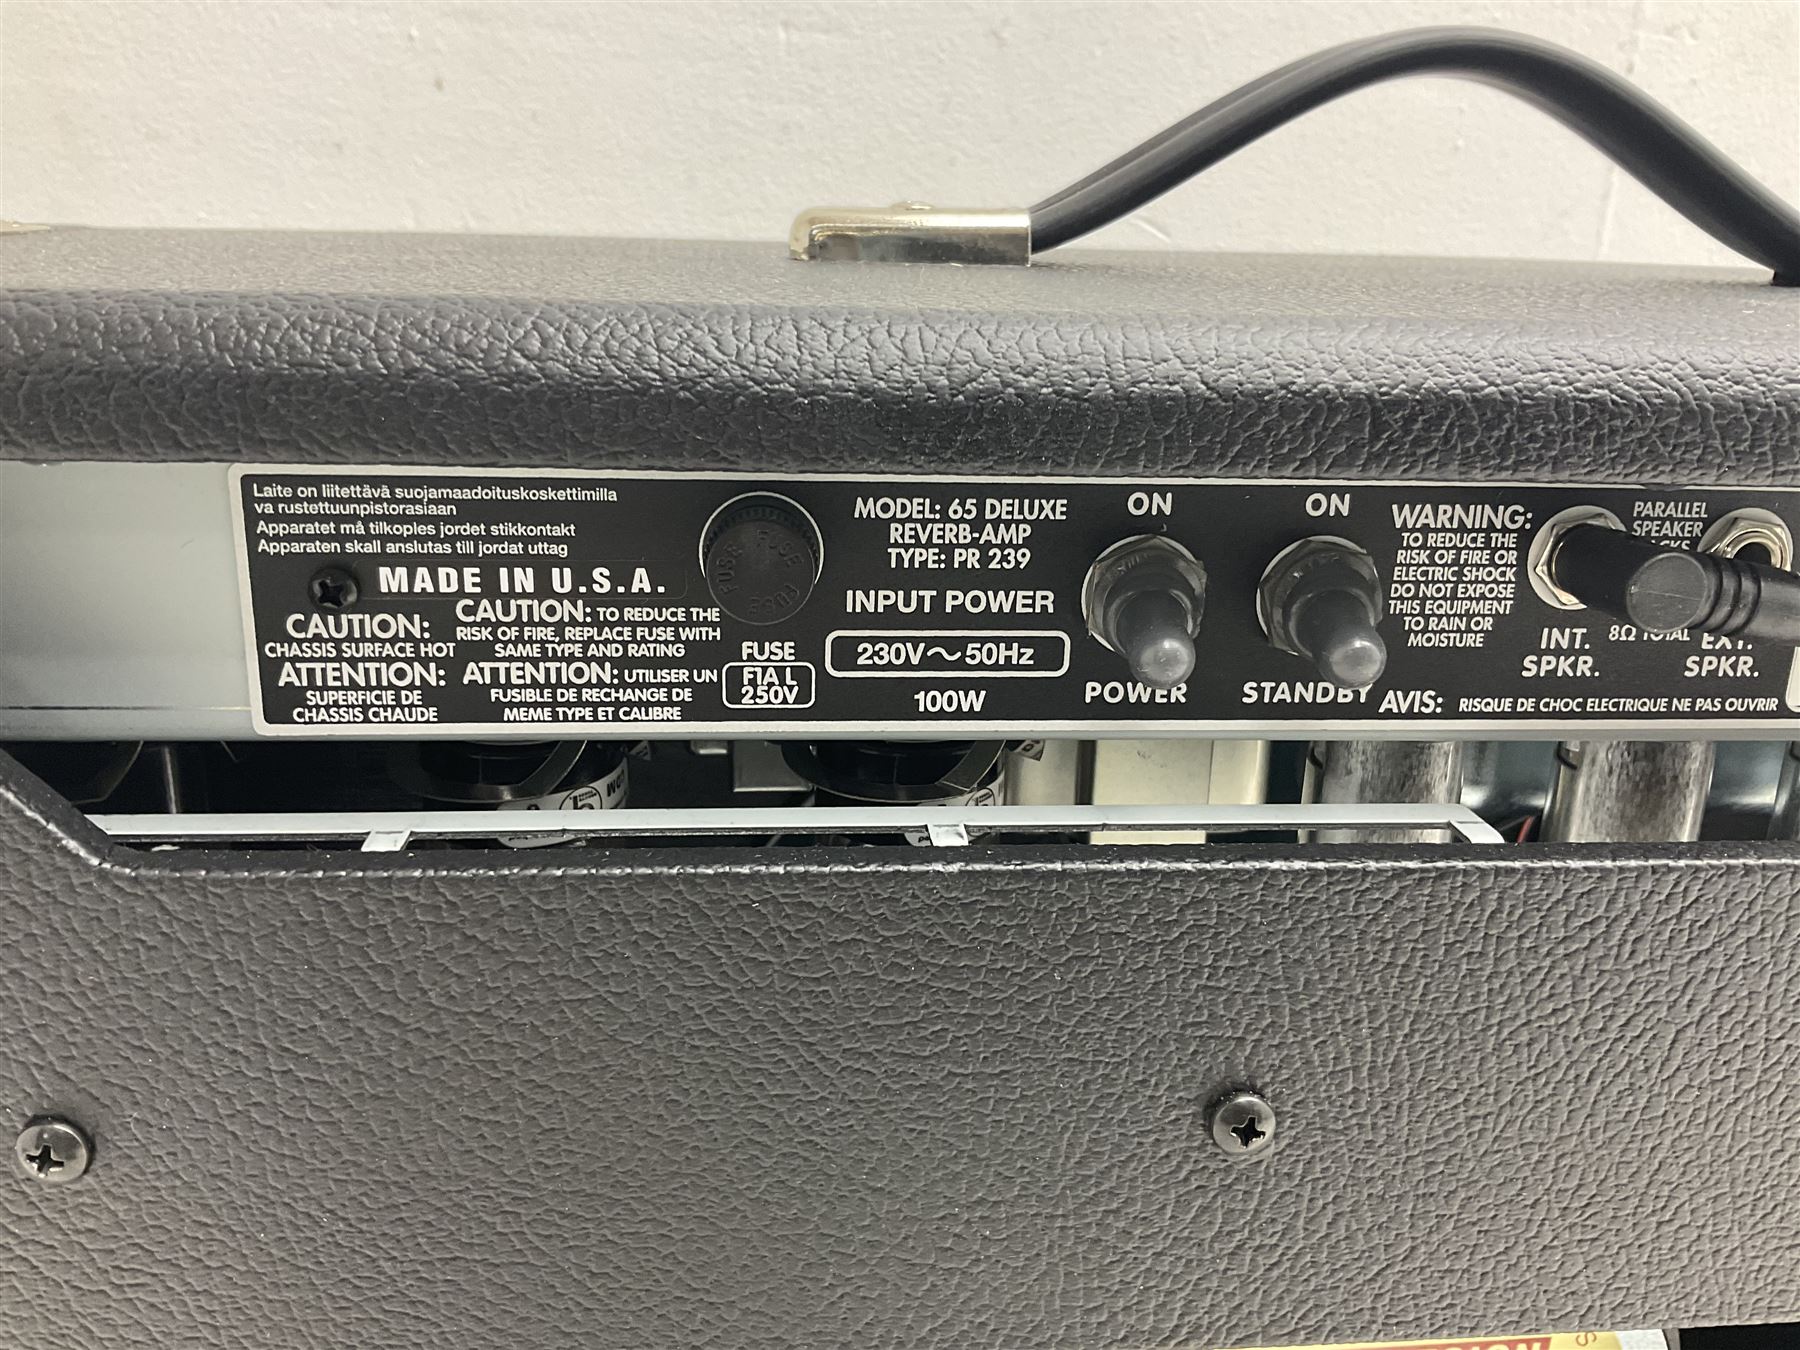 Laite on liitettävä suojamaadoituskoskettimilla
va rustettuunpistorasiaan
Apparatet må tilkoples jordet stikkontakt
Apparaten skall anslutas till jordat uttag
MADE IN U.S.A.
CAUTION:
CHASSIS SURFACE HOT
ATTENTION:
SUPERFICIE DE
CHASSIS CHAUDE
CAUTION: TO REDUCE THE
RISK OF FIRE, REPLACE FUSE WITH
SAME TYPE AND RATING
ATTENTION: UTILISER UN
FUSIBLE DE RECHANGE DE
MEME TYPE ET CALIBRE
FUSE FUSE FUSE
FUSE
F1A L
250V
MODEL: 65 DELUXE
REVERB-AMP
TYPE: PR 239
INPUT POWER
230V~50Hz
100W
ON
POWER
ON
STANDBY
WARNING:
TO REDUCE THE
RISK OF FIRE OR
ELECTRIC SHOCK
DO NOT EXPOSE
THIS EQUIPMENT
TO RAIN OR
MOISTURE
AVIS: RISQUE DE CHOC ELECTRIQUE NE PAS OUVRIR
PARALLEL
SPEAKER
8Ω TOTAL
INT.
SPKR.
EXT.
SPKR.